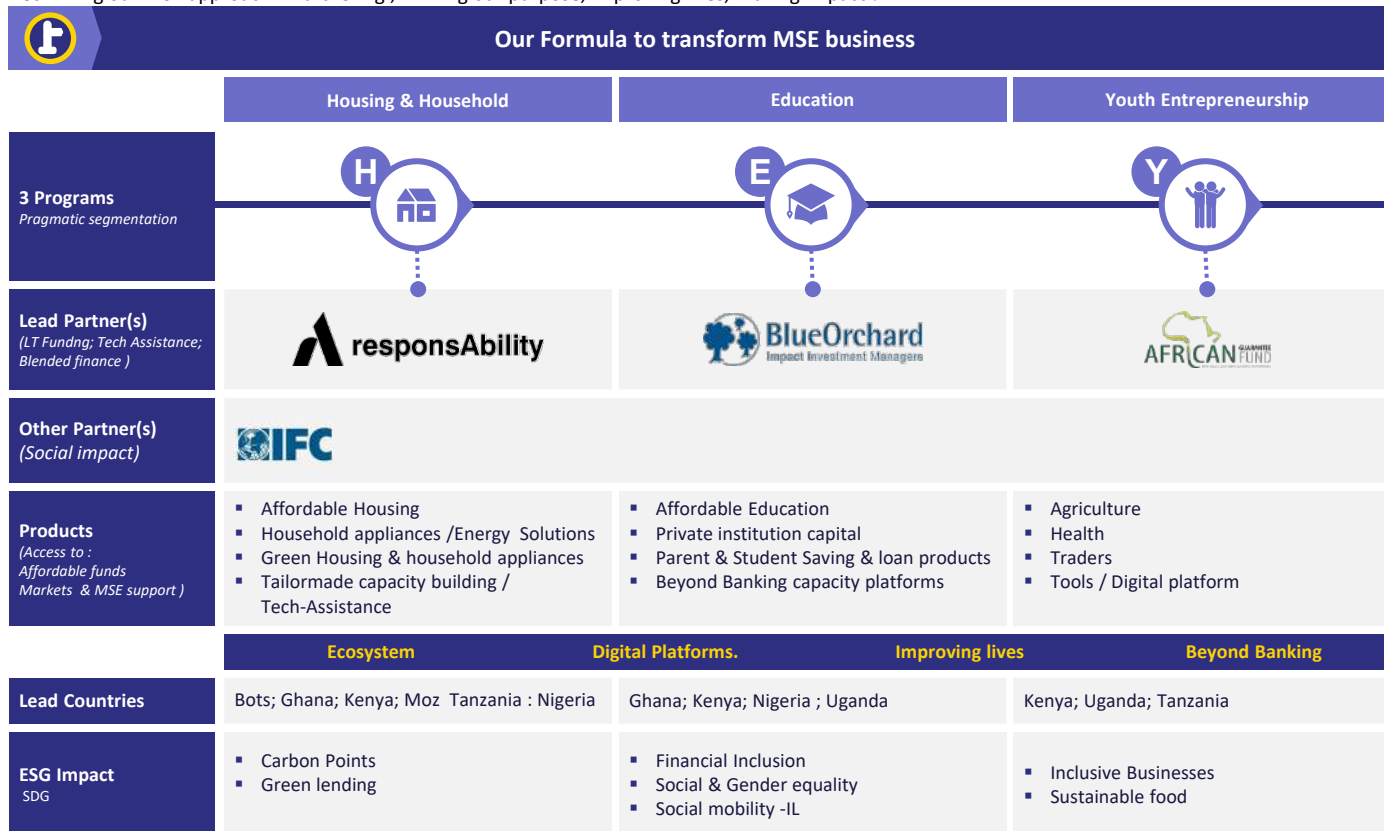 Our Formula to transform MSE business
Housing & Household
Education
Youth Entrepreneurship
3 Programs
Pragmatic segmentation
H
E
Y
Lead Partner(s)
(LT Fundng; Tech Assistance;
Blended finance )
responsAbility
BlueOrchard
Impact Investment Managers
AFRICAN GUARANTEE
FUND
Other Partner(s)
(Social impact)
IFC
Products
(Access to :
Affordable funds
Markets & MSE support )
▪ Affordable Housing
▪ Household appliances /Energy Solutions
▪ Green Housing & household appliances
▪ Tailormade capacity building /
Tech-Assistance
▪ Affordable Education
▪ Private institution capital
▪ Parent & Student Saving & loan products
▪ Beyond Banking capacity platforms
▪ Agriculture
▪ Health
▪ Traders
▪ Tools / Digital platform
Ecosystem
Digital Platforms.
Improving lives
Beyond Banking
Lead Countries
Bots; Ghana; Kenya; Moz Tanzania : Nigeria
Ghana; Kenya; Nigeria ; Uganda
Kenya; Uganda; Tanzania
ESG Impact
SDG
▪ Carbon Points
▪ Green lending
▪ Financial Inclusion
▪ Social & Gender equality
▪ Social mobility -IL
▪ Inclusive Businesses
▪ Sustainable food